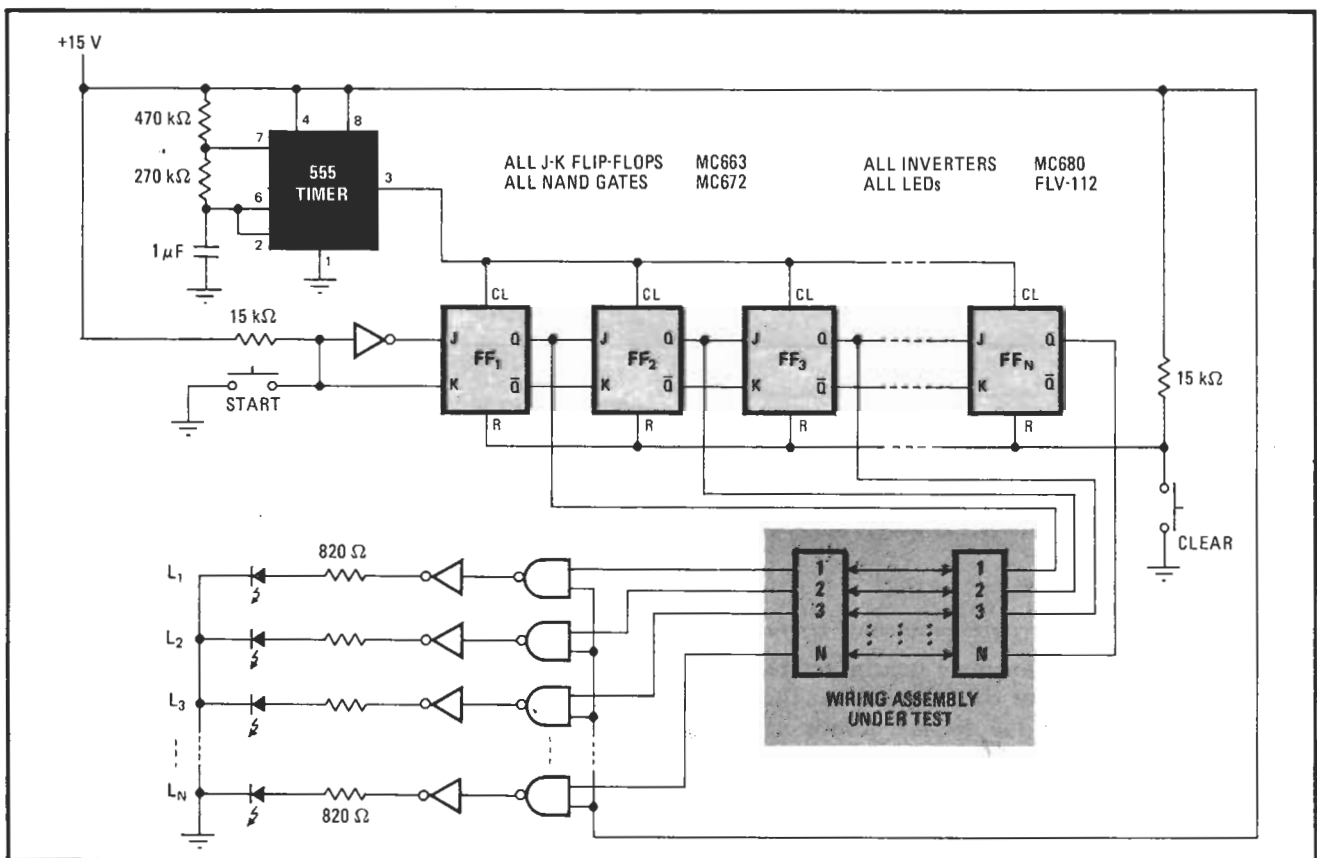 +15 V
470 kΩ
270 kΩ
1 μF
7
6
2
4
8
555
TIMER
3
1
ALL J-K FLIP-FLOPS MC663
ALL NAND GATES MC672
ALL INVERTERS MC680
ALL LEDs FLV-112
15 kΩ
START
CL
CL
CL
CL
J Q
FF1
K Q̅
R
J Q
FF2
K Q̅
R
J Q
FF3
K Q̅
R
J Q
FFN
K Q̅
R
15 kΩ
CLEAR
L1
820 Ω
L2
L3
LN
820 Ω
1 1
2 2
3 3
N N
WIRING ASSEMBLY
UNDER TEST